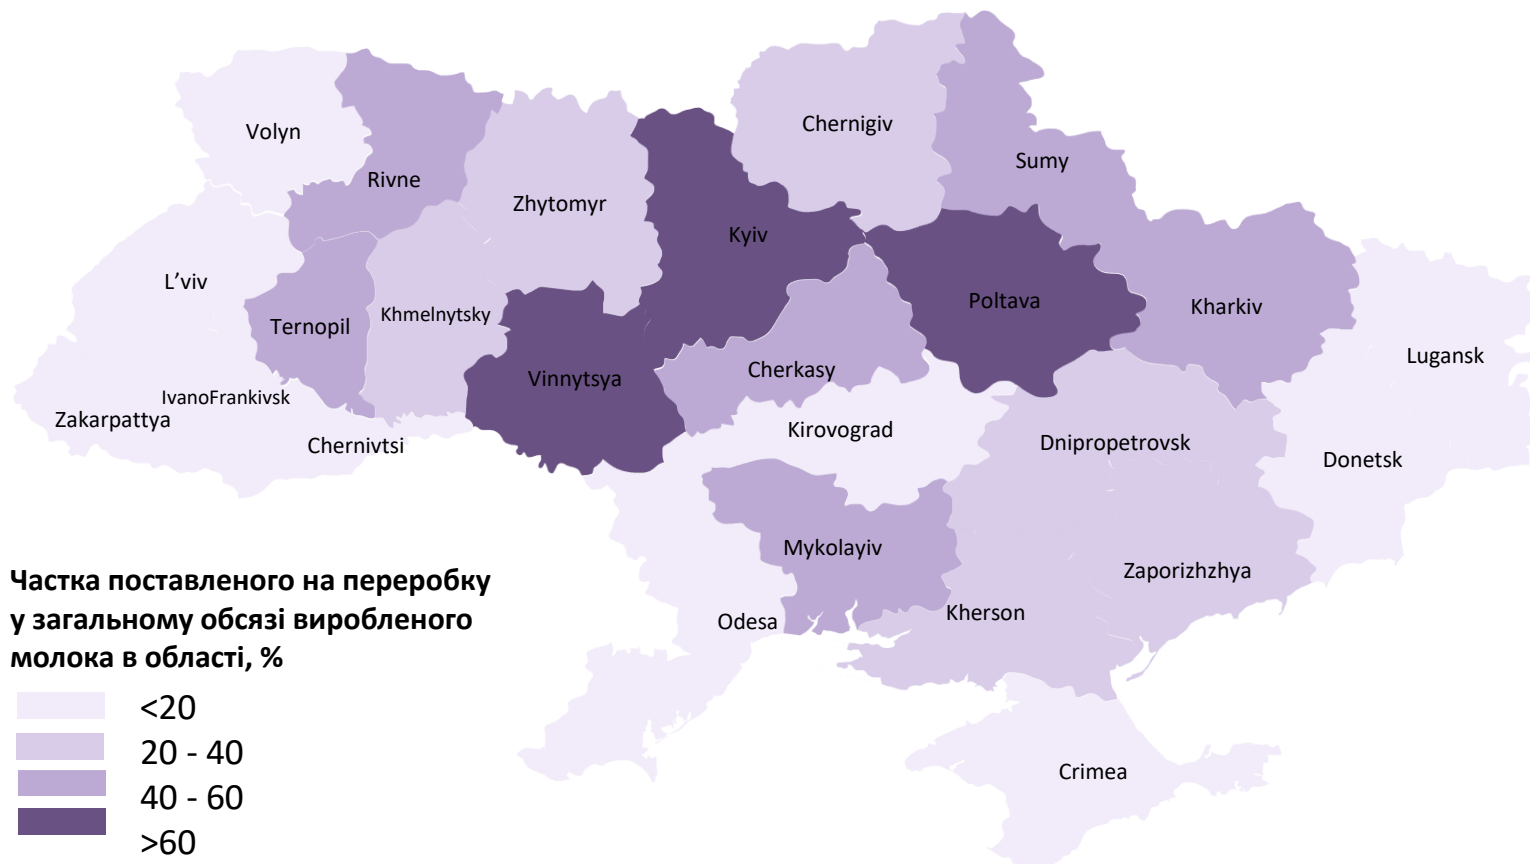 Chernigiv
Volyn
Sumy
Rivne
Zhytomyr
Kyiv
L’viv
Poltava
Kharkiv
Khmelnytsky
Ternopil
Lugansk
Cherkasy
Vinnytsya
IvanoFrankivsk
Zakarpattya
Kirovograd
Dnipropetrovsk
Chernivtsi
Donetsk
Mykolayiv
Zaporizhzhya
Kherson
Odesa
Crimea
Частка поставленого на переробку
у загальному обсязі виробленого
молока в області, %
<20
20 - 40
40 - 60
>60